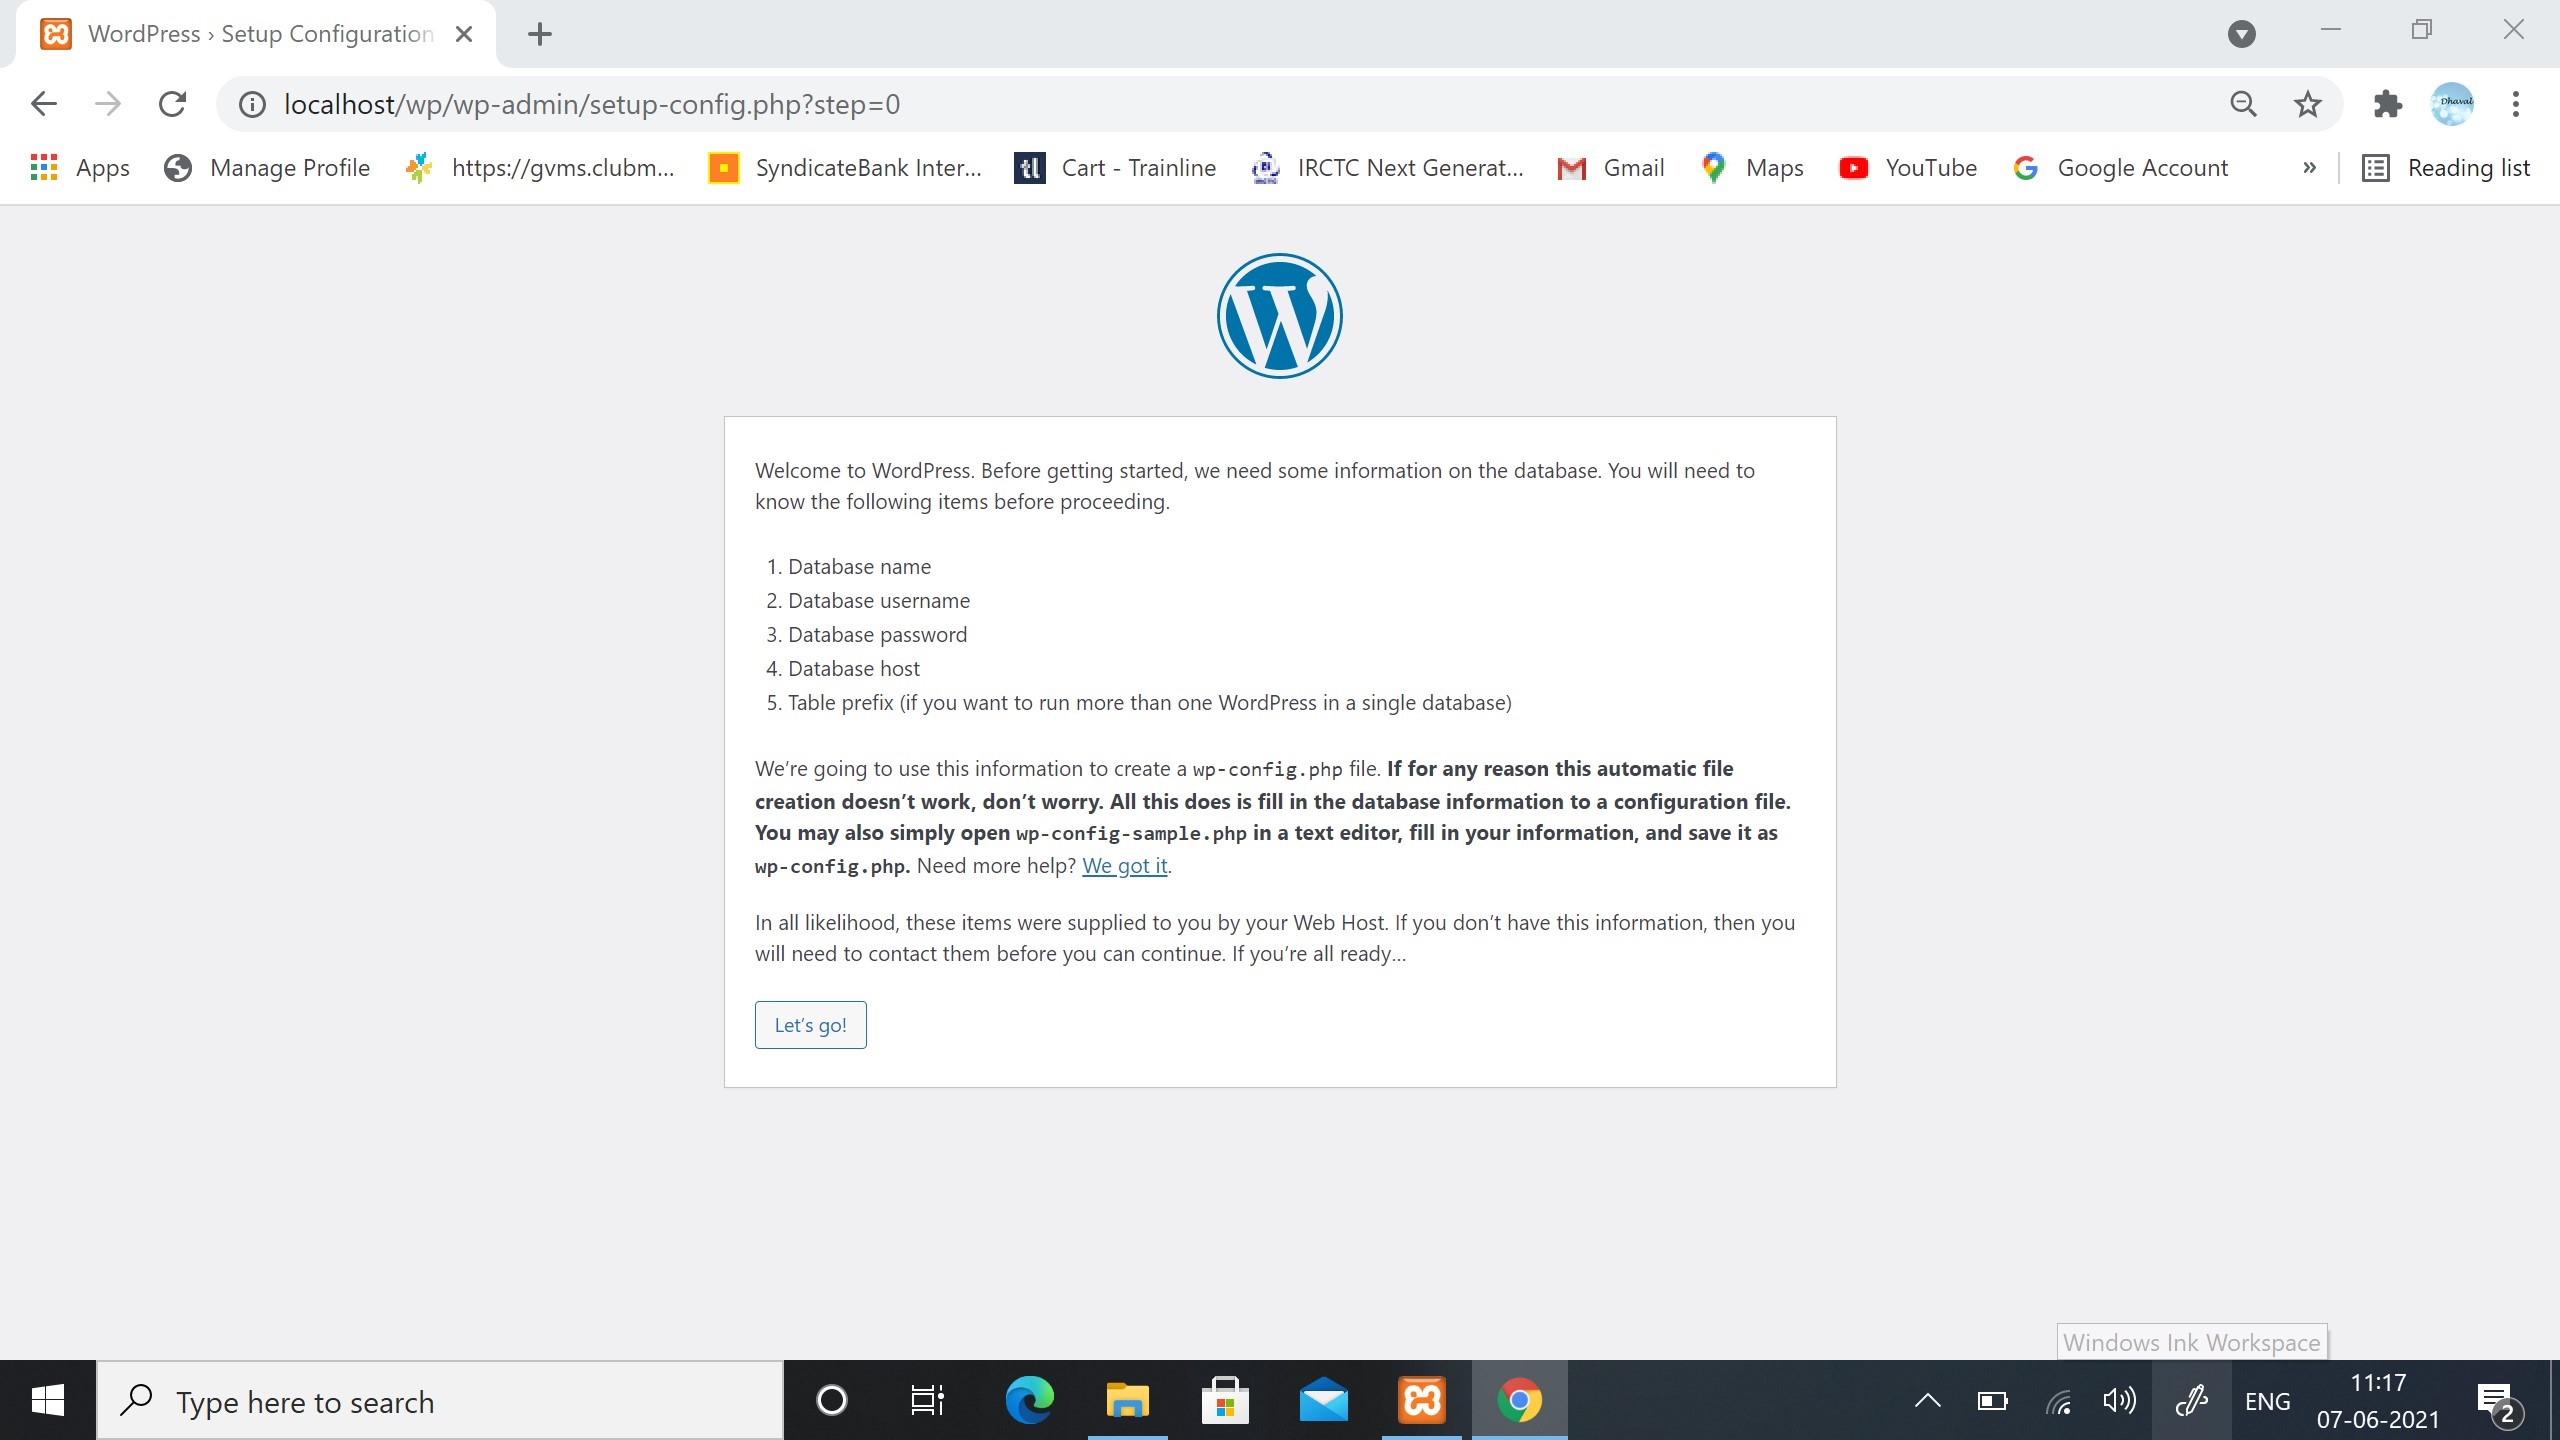 WordPress › Setup Configuration
localhost/wp/wp-admin/setup-config.php?step=0
Dhaval
Apps Manage Profile https://gvms.clubm... SyndicateBank Inter... tl Cart - Trainline IRCTC Next Generat... Gmail Maps YouTube Google Account » Reading list
Welcome to WordPress. Before getting started, we need some information on the database. You will need to
know the following items before proceeding.
1. Database name
2. Database username
3. Database password
4. Database host
5. Table prefix (if you want to run more than one WordPress in a single database)
We’re going to use this information to create a wp-config.php file. If for any reason this automatic file
creation doesn’t work, don’t worry. All this does is fill in the database information to a configuration file.
You may also simply open wp-config-sample.php in a text editor, fill in your information, and save it as
wp-config.php. Need more help? We got it.
In all likelihood, these items were supplied to you by your Web Host. If you don’t have this information, then you
will need to contact them before you can continue. If you’re all ready...
Let’s go!
Windows Ink Workspace
Type here to search
ENG
11:17
07-06-2021
2